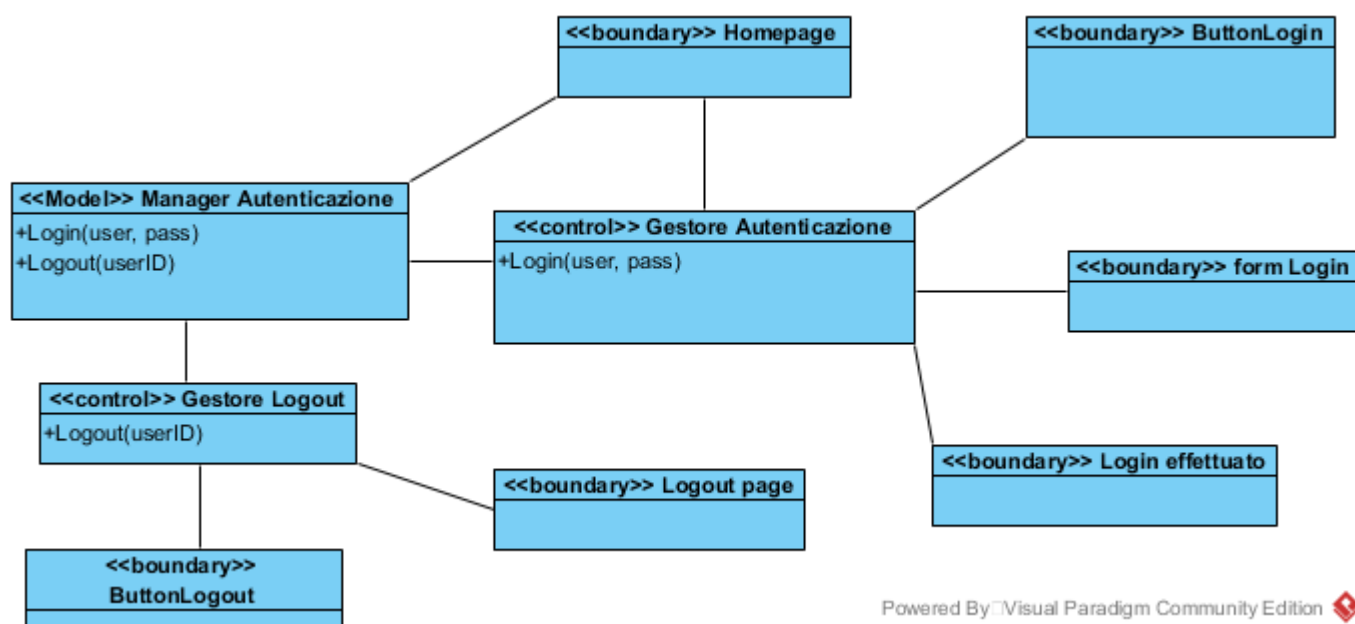 <<boundary>> Homepage
<<boundary>> ButtonLogin
<<Model>> Manager Autenticazione
+Login(user, pass)
+Logout(userID)
<<control>> Gestore Autenticazione
+Login(user, pass)
<<boundary>> form Login
<<control>> Gestore Logout
+Logout(userID)
<<boundary>> Login effettuato
<<boundary>> Logout page
<<boundary>>
ButtonLogout
Powered By Visual Paradigm Community Edition